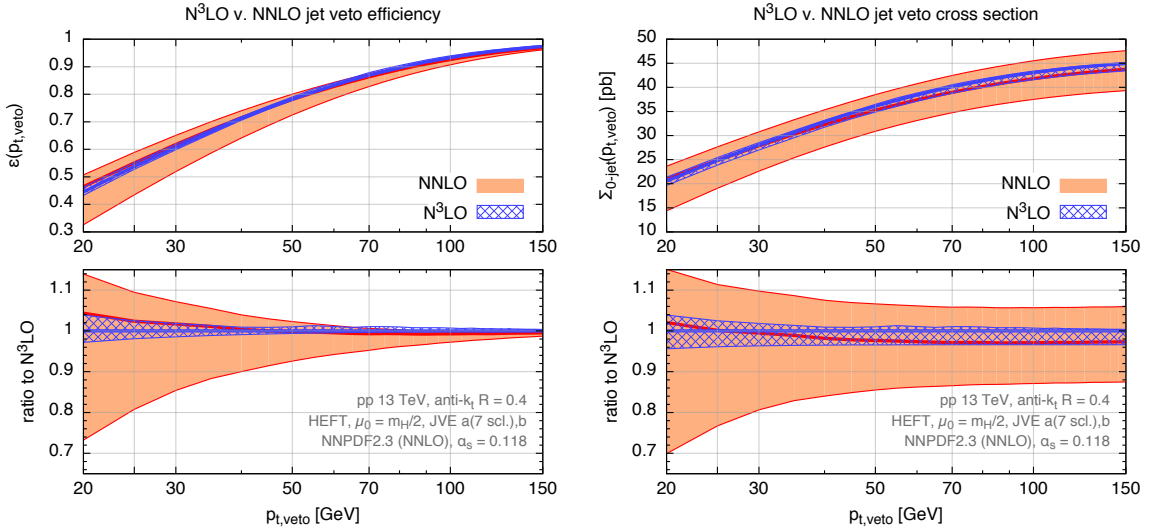 N³LO v. NNLO jet veto efficiency
1
0.9
0.8
0.7
0.6
0.5
0.4
0.3
ε(p_t,veto)
NNLO
N³LO
20 30 50 70 100 150
1.1
1
0.9
0.8
0.7
ratio to N³LO
pp 13 TeV, anti-k_t R = 0.4
HEFT, μ₀ = m_H/2, JVE a(7 scl.),b
NNPDF2.3 (NNLO), α_s = 0.118
20 30 50 70 100 150
p_t,veto [GeV]
N³LO v. NNLO jet veto cross section
50
45
40
35
30
25
20
15
10
Σ_0-jet(p_t,veto) [pb]
NNLO
N³LO
20 30 50 70 100 150
1.1
1
0.9
0.8
0.7
ratio to N³LO
pp 13 TeV, anti-k_t R = 0.4
HEFT, μ₀ = m_H/2, JVE a(7 scl.),b
NNPDF2.3 (NNLO), α_s = 0.118
20 30 50 70 100 150
p_t,veto [GeV]